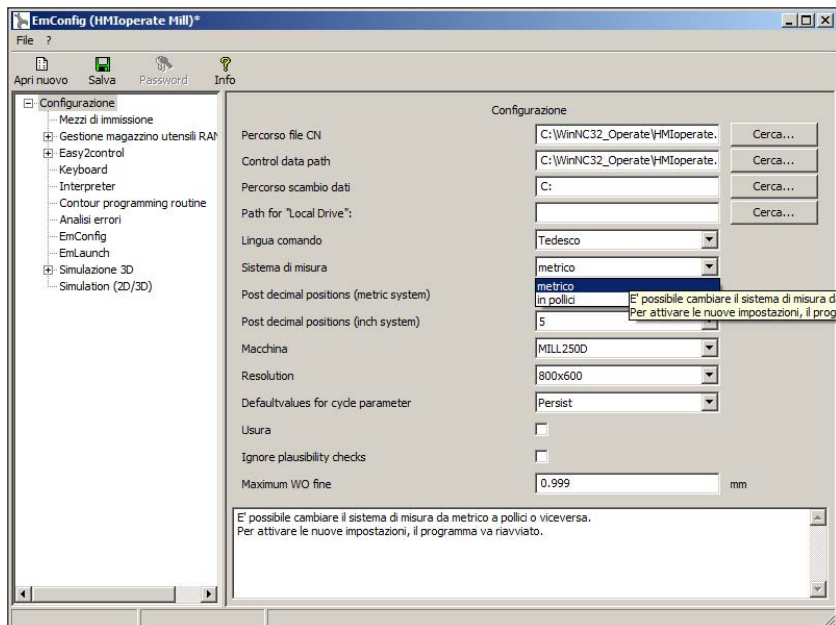 EmConfig (HMIoperate Mill)*
File ?
Apri nuovo Salva Password Info
Configurazione
Mezzi di immissione
Gestione magazzino utensili RAN
Easy2control
Keyboard
Interpreter
Contour programming routine
Analisi errori
EmConfig
EmLaunch
Simulazione 3D
Simulation (2D/3D)
Configurazione
Percorso file CN C:\WinNC32_Operate\HMIoperate. Cerca...
Control data path C:\WinNC32_Operate\HMIoperate. Cerca...
Percorso scambio dati C: Cerca...
Path for "Local Drive": Cerca...
Lingua comando Tedesco
Sistema di misura metrico
metrico
Post decimal positions (metric system) in pollici
E' possibile cambiare il sistema di misura d
Per attivare le nuove impostazioni, il prog
Post decimal positions (inch system) 5
Macchina MILL250D
Resolution 800x600
Defaultvalues for cycle parameter Persist
Usura
Ignore plausibility checks
Maximum WO fine 0.999 mm
E' possibile cambiare il sistema di misura da metrico a pollici o viceversa.
Per attivare le nuove impostazioni, il programma va riavviato.